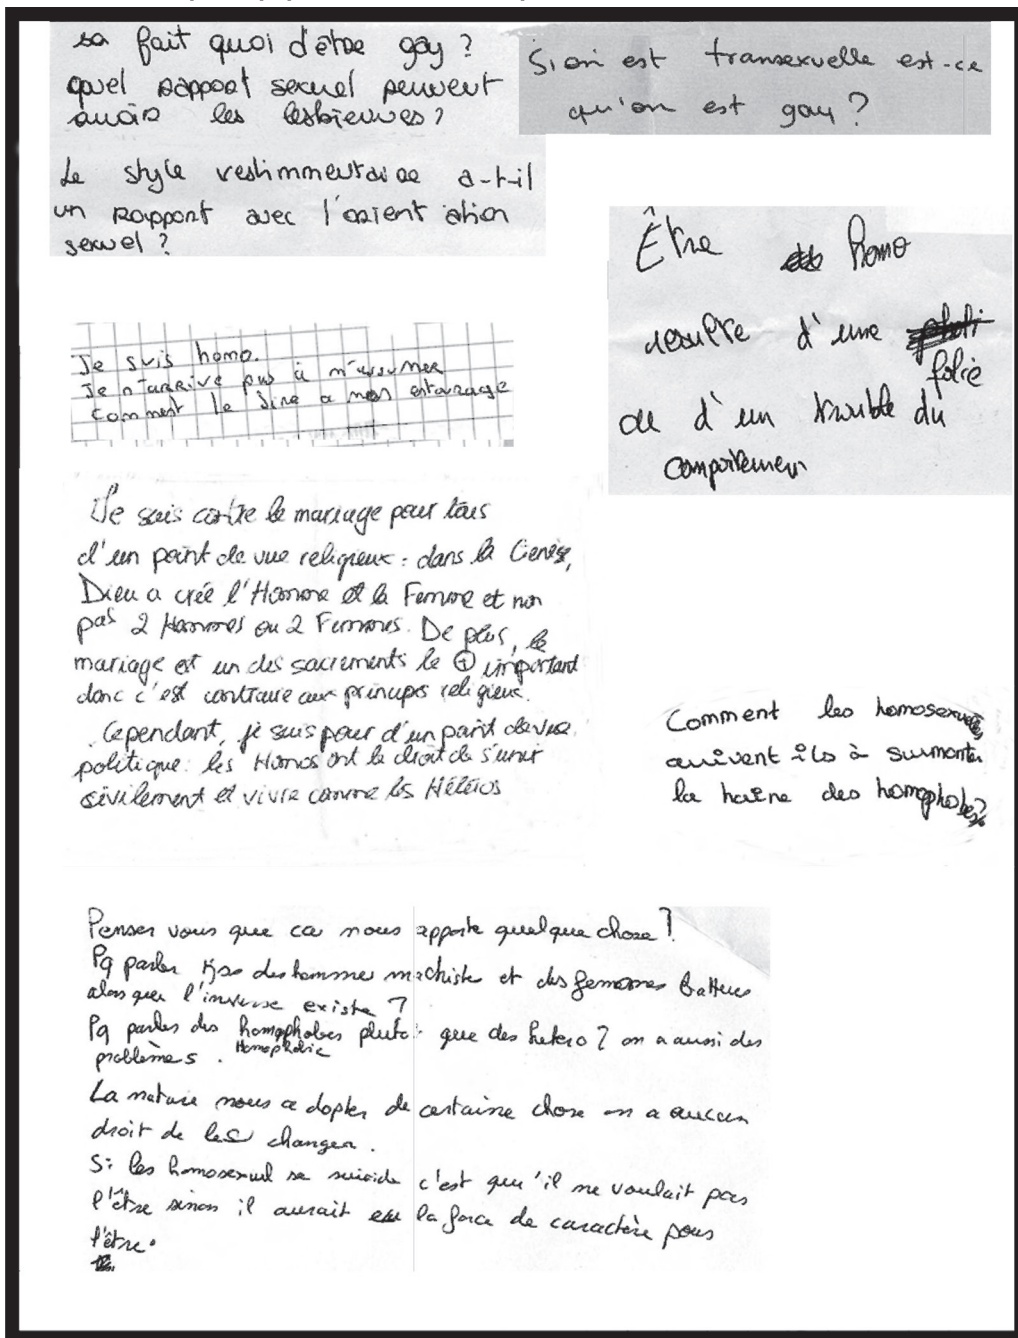 sa fait quoi d'être gay ?
quel rapport sexuel peuvent
avoir les lesbiennes ?
Le style vestimmentaire a-t-il
un rapport avec l'orientation
sexuel ?
Si on est transexuelle est-ce
qu'on est gay ?
Être homo
resulte d'une
folie
ou d'un trouble du
comportement
Je suis homo.
Je n'arrive pas à m'assumer
Comment le dire a mon entourage
Je suis contre le mariage pour tous
d'un point de vue religieux : dans la Genèse,
Dieu a crée l'Homme et la Femme et non
pas 2 Hommes ou 2 Femmes. De plus, le
mariage est un des sacrements le + important
donc c'est contraire aux principes religieux.
Cependant, je suis pour d'un point de vue
politique : les Homos ont le droit de s'unir
civilement et vivre comme les Hétéros
Comment les homosexuels
arrivent ils à surmonter
la haine des homophobes ?
Penser vous que ca nous apporte quelque chose ?
Pq parler des homme machiste et des femmes battues
alors que l'inverse existe ?
Pq parler des homophobes plutot que des hetero ? on a aussi des
problèmes. Homophobie
La nature nous a dopter de certaine chose on a aucun
droit de les changer.
Si les homosexuel se suicide c'est que'il ne voulait pas
l'être sinon il aurait eu la force de caractère pour
l'être.